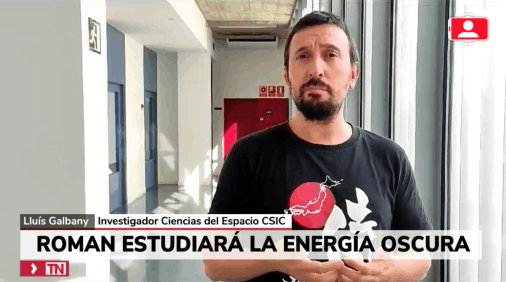 Lluís Galbany
Investigador Ciencias del Espacio CSIC
ROMAN ESTUDIARÁ LA ENERGÍA OSCURA
TN